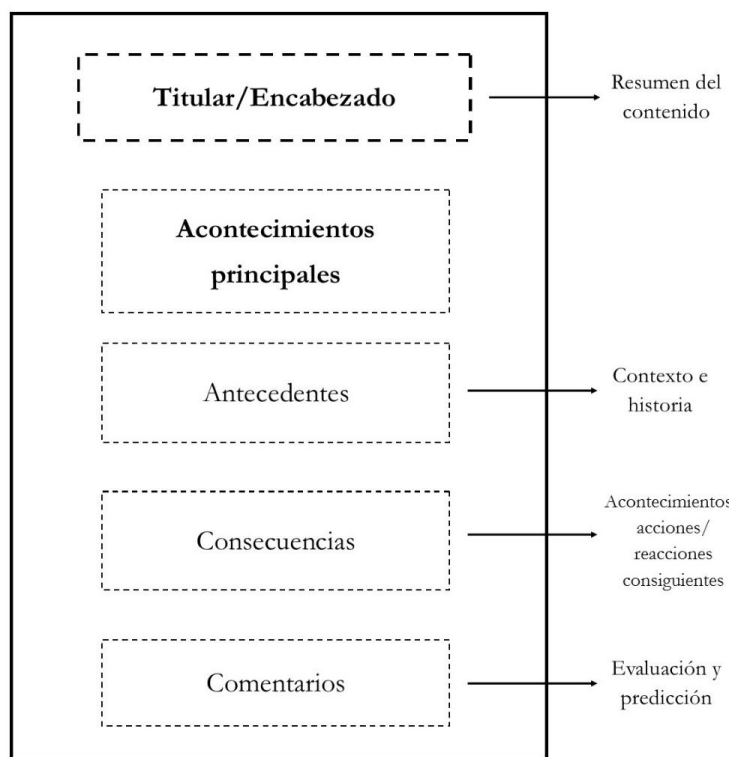 Titular/Encabezado
Resumen del
contenido
Acontecimientos
principales
Antecedentes
Contexto e
historia
Consecuencias
Acontecimientos
acciones/
reacciones
consiguientes
Comentarios
Evaluación y
predicción